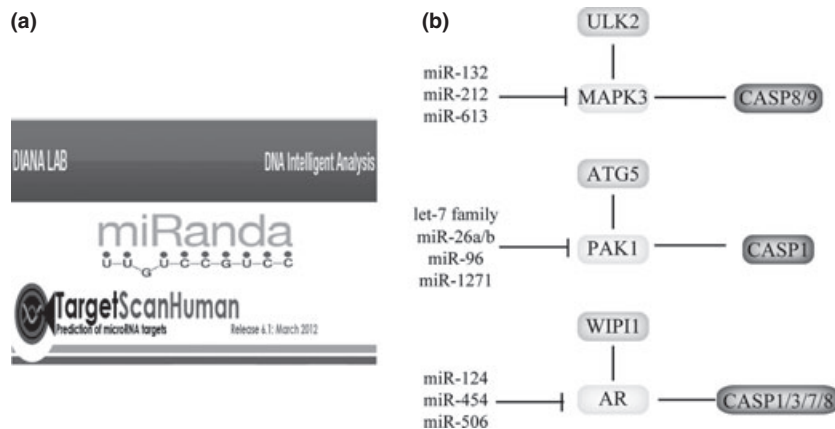 (a)
DIANA LAB DNA Intelligent Analysis
miRanda
U U G U C C G U C C
TargetScanHuman
Prediction of microRNA targets Release 6.1: March 2012
(b)
ULK2
miR-132
miR-212
miR-613
MAPK3
CASP8/9
ATG5
let-7 family
miR-26a/b
miR-96
miR-1271
PAK1
CASP1
WIPI1
miR-124
miR-454
miR-506
AR
CASP1/3/7/8